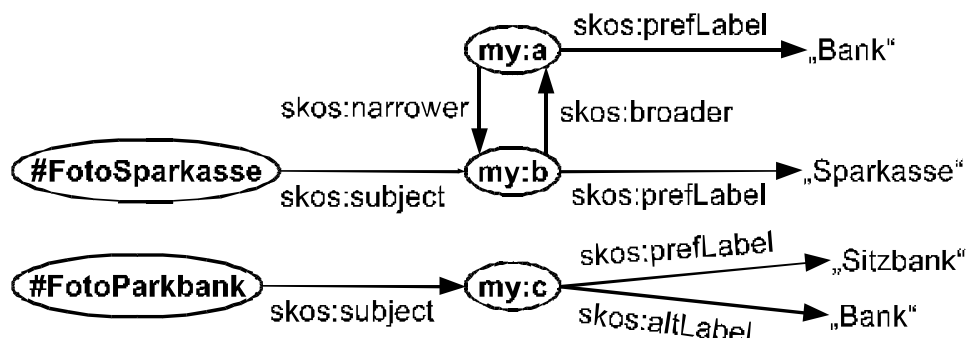 skos:prefLabel
my:a
„Bank“
skos:narrower
skos:broader
#FotoSparkasse
my:b
„Sparkasse“
skos:subject
skos:prefLabel
skos:prefLabel
„Sitzbank“
#FotoParkbank
my:c
skos:subject
skos:altLabel
„Bank“